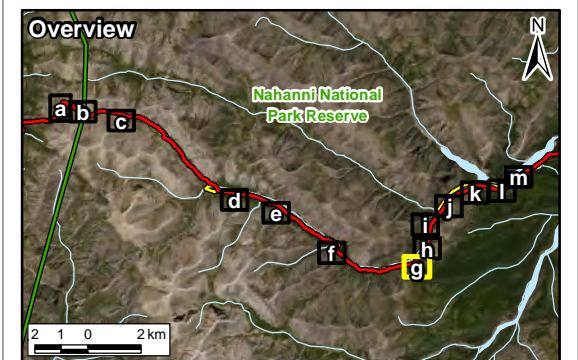 Overview
N
Nahanni National
Park Reserve
a
b
c
d
e
f
g
h
i
j
k
l
m
2 1 0 2 km